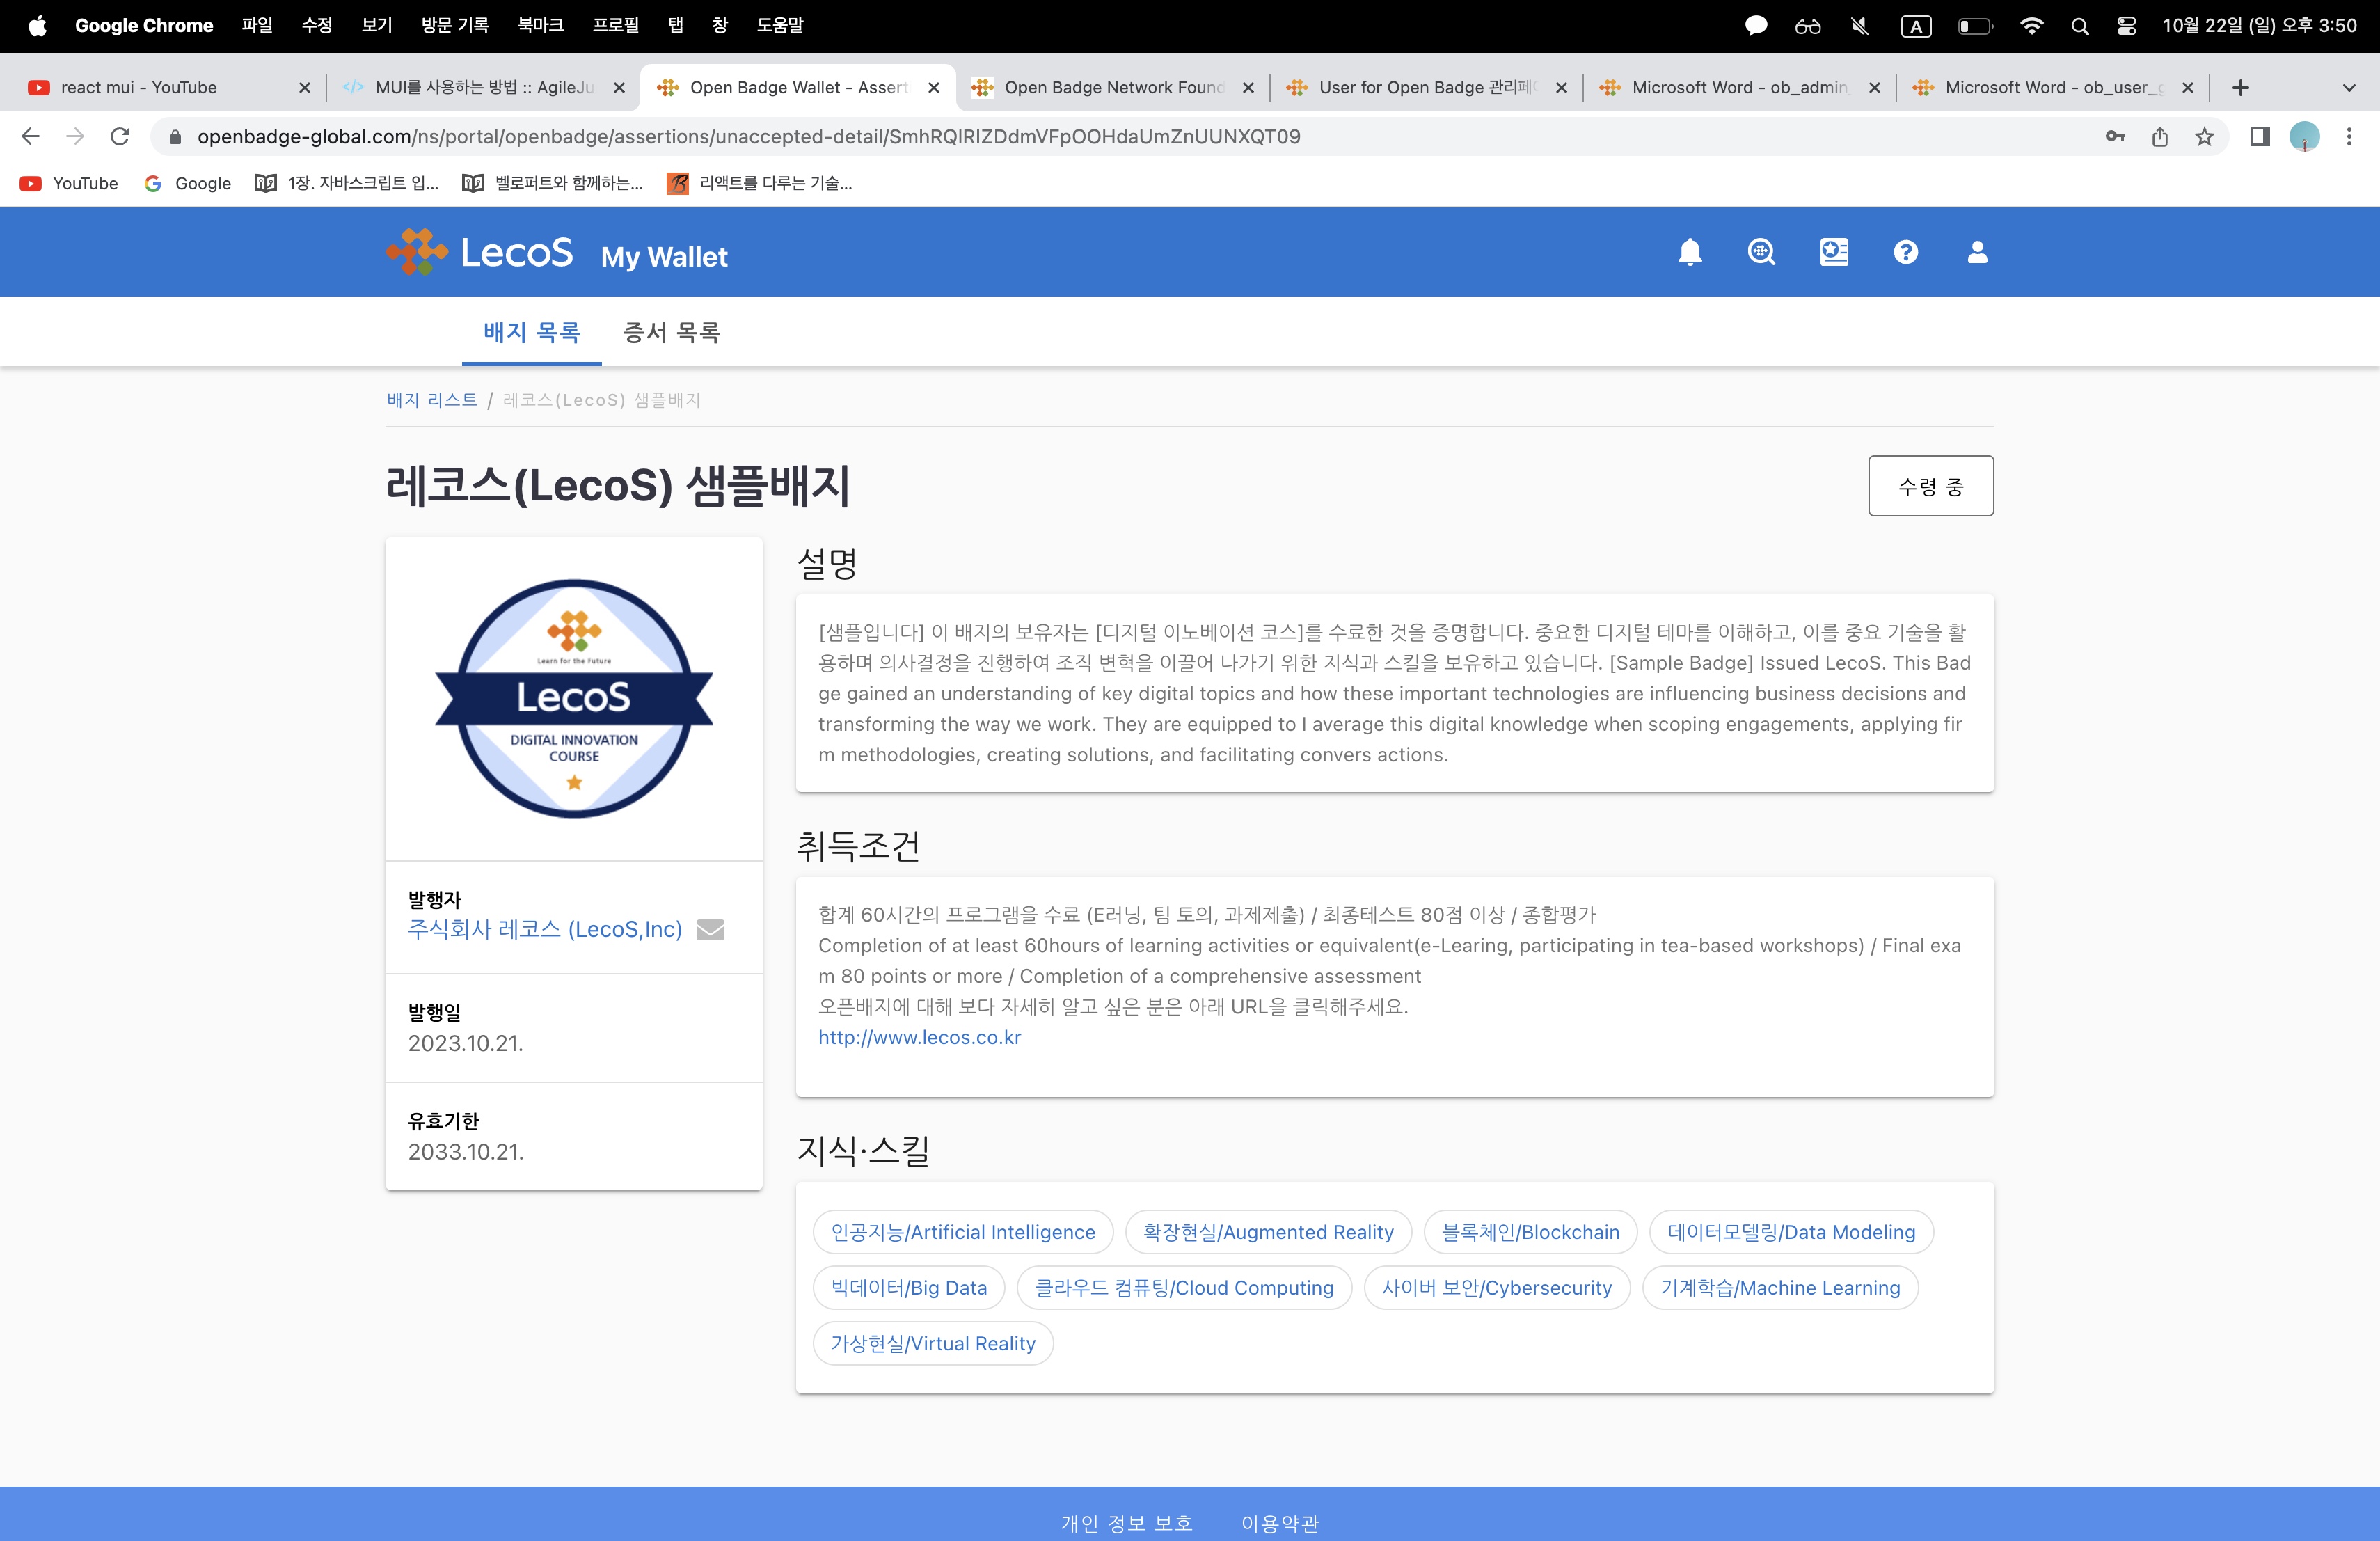 Google Chrome 파일 수정 보기 방문 기록 북마크 프로필 탭 창 도움말 A 10월 22일 (일) 오후 3:50
react mui - YouTube MUI를 사용하는 방법 :: AgileJu Open Badge Wallet - Assert Open Badge Network Found User for Open Badge 관리페 Microsoft Word - ob_admin_ Microsoft Word - ob_user_g
openbadge-global.com/ns/portal/openbadge/assertions/unaccepted-detail/SmhRQlRIZDdmVFpOOHdaUmZnUUNXQT09
YouTube Google 1장. 자바스크립트 입... 벨로퍼트와 함께하는... 리액트를 다루는 기술...
LecoS My Wallet
배지 목록 증서 목록
배지 리스트 / 레코스(LecoS) 샘플배지
레코스(LecoS) 샘플배지
수령 중
Learn for the Future
LecoS
DIGITAL INNOVATION
COURSE
발행자
주식회사 레코스 (LecoS,Inc)
발행일
2023.10.21.
유효기한
2033.10.21.
설명
[샘플입니다] 이 배지의 보유자는 [디지털 이노베이션 코스]를 수료한 것을 증명합니다. 중요한 디지털 테마를 이해하고, 이를 중요 기술을 활
용하며 의사결정을 진행하여 조직 변혁을 이끌어 나가기 위한 지식과 스킬을 보유하고 있습니다. [Sample Badge] Issued LecoS. This Bad
ge gained an understanding of key digital topics and how these important technologies are influencing business decisions and
transforming the way we work. They are equipped to I average this digital knowledge when scoping engagements, applying fir
m methodologies, creating solutions, and facilitating convers actions.
취득조건
합계 60시간의 프로그램을 수료 (E러닝, 팀 토의, 과제제출) / 최종테스트 80점 이상 / 종합평가
Completion of at least 60hours of learning activities or equivalent(e-Learing, participating in tea-based workshops) / Final exa
m 80 points or more / Completion of a comprehensive assessment
오픈배지에 대해 보다 자세히 알고 싶은 분은 아래 URL을 클릭해주세요.
http://www.lecos.co.kr
지식·스킬
인공지능/Artificial Intelligence 확장현실/Augmented Reality 블록체인/Blockchain 데이터모델링/Data Modeling
빅데이터/Big Data 클라우드 컴퓨팅/Cloud Computing 사이버 보안/Cybersecurity 기계학습/Machine Learning
가상현실/Virtual Reality
개인 정보 보호 이용약관